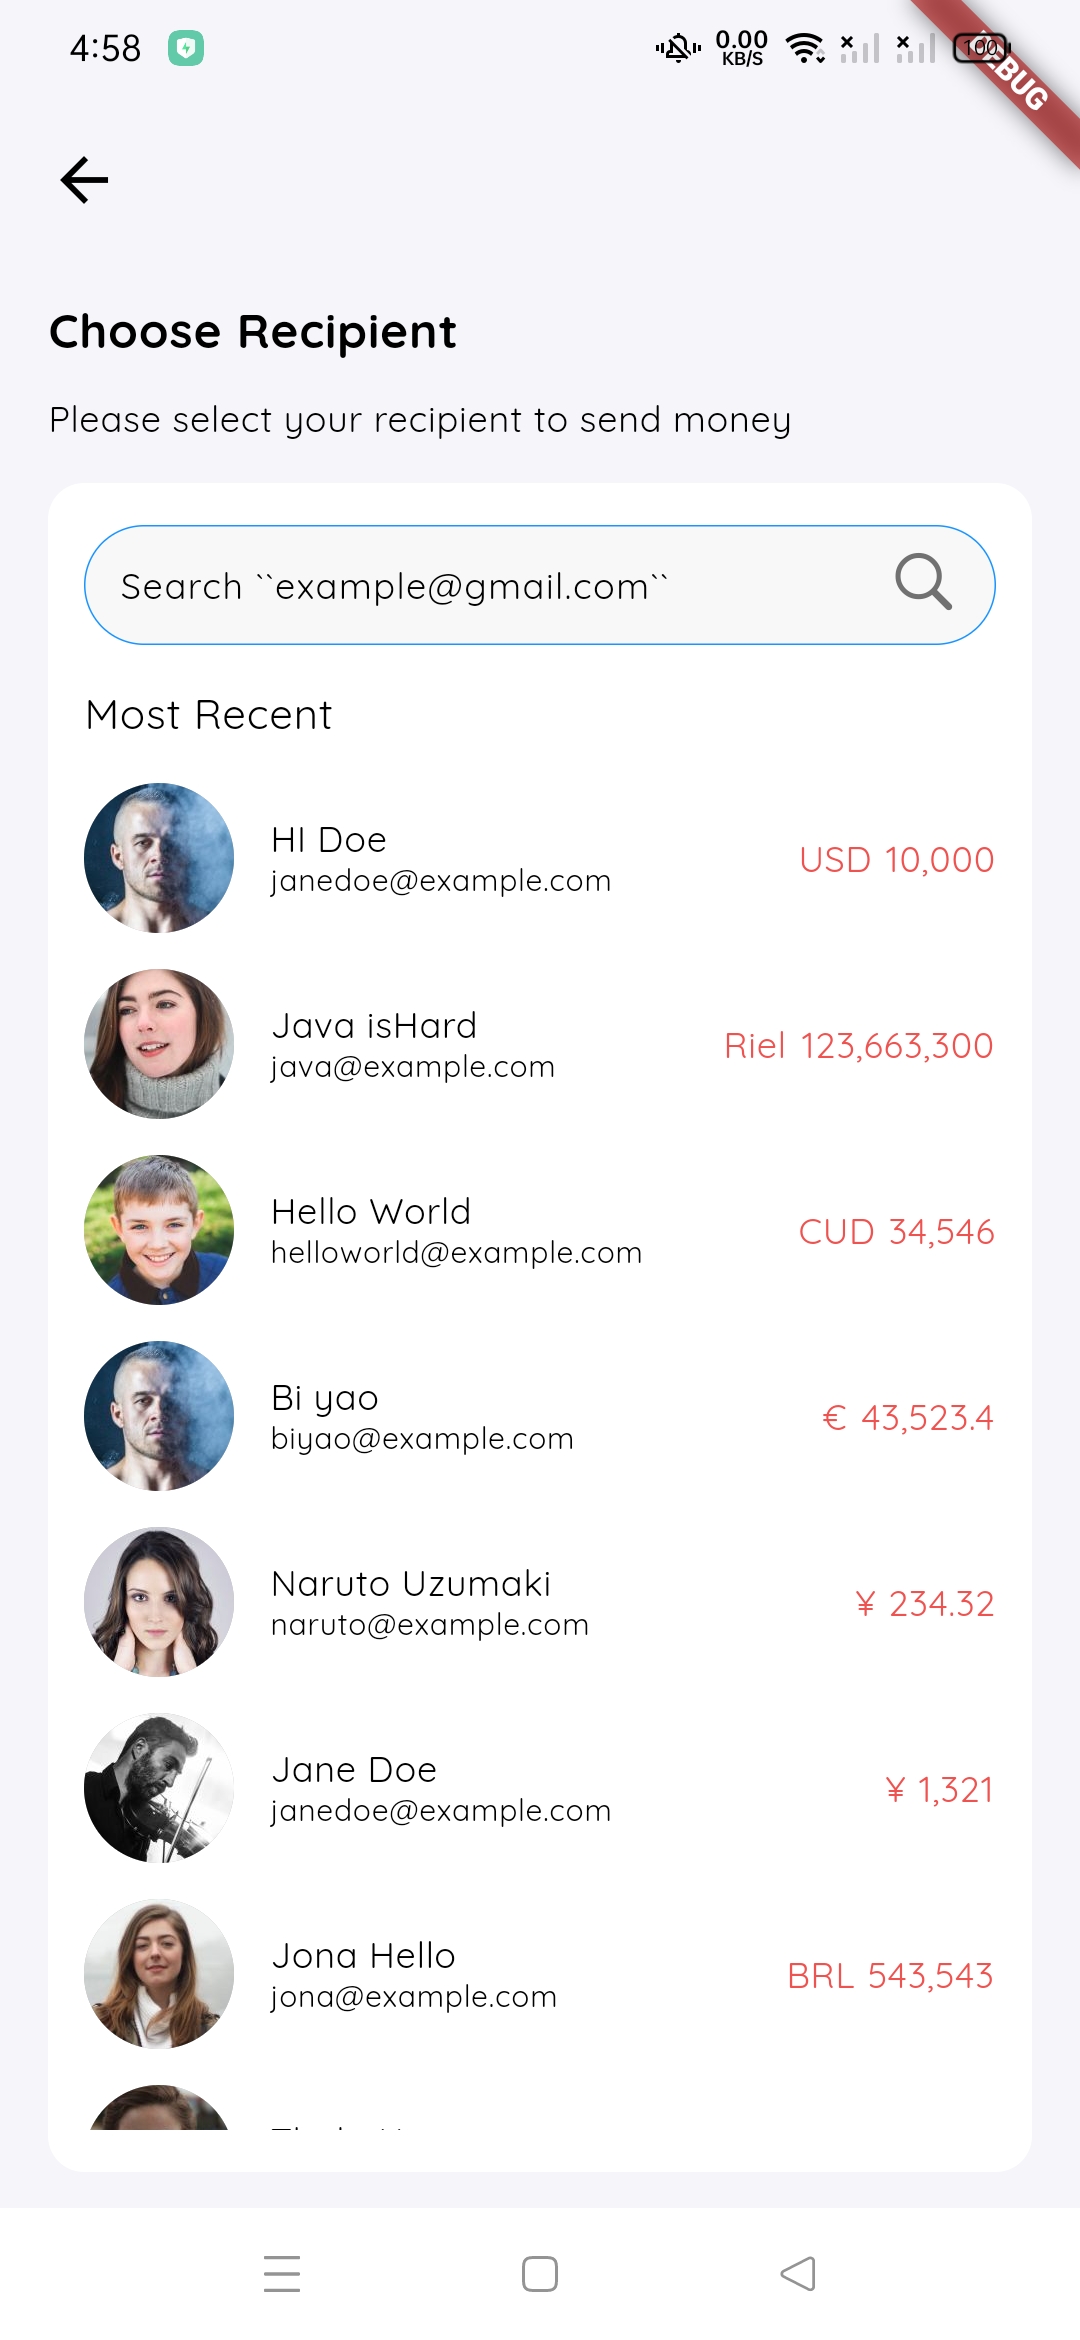 4:58
0.00
KB/S
100
DEBUG
Choose Recipient
Please select your recipient to send money
Search ``example@gmail.com``
Most Recent
HI Doe
janedoe@example.com
USD 10,000
Java isHard
java@example.com
Riel 123,663,300
Hello World
helloworld@example.com
CUD 34,546
Bi yao
biyao@example.com
€ 43,523.4
Naruto Uzumaki
naruto@example.com
¥ 234.32
Jane Doe
janedoe@example.com
¥ 1,321
Jona Hello
jona@example.com
BRL 543,543